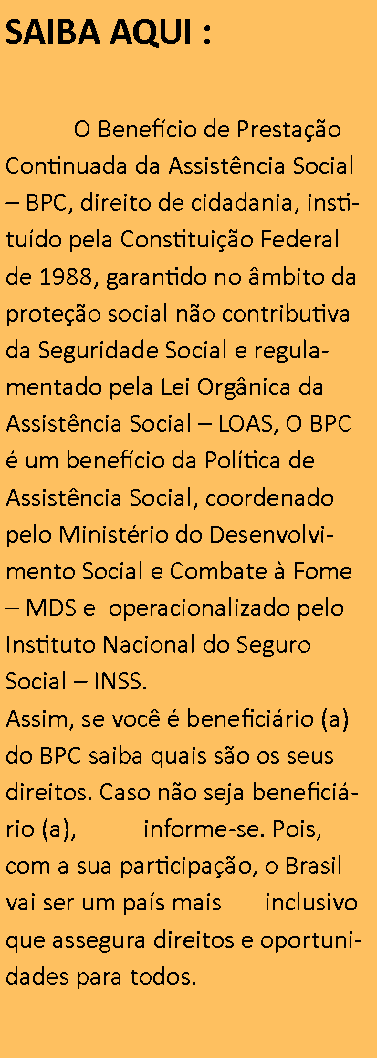 SAIBA AQUI :
O Benefício de Prestação
Continuada da Assistência Social
– BPC, direito de cidadania, insti-
tuído pela Constituição Federal
de 1988, garantido no âmbito da
proteção social não contributiva
da Seguridade Social e regula-
mentado pela Lei Orgânica da
Assistência Social – LOAS, O BPC
é um benefício da Política de
Assistência Social, coordenado
pelo Ministério do Desenvolvi-
mento Social e Combate à Fome
– MDS e operacionalizado pelo
Instituto Nacional do Seguro
Social – INSS.
Assim, se você é beneficiário (a)
do BPC saiba quais são os seus
direitos. Caso não seja beneficiá-
rio (a), informe-se. Pois,
com a sua participação, o Brasil
vai ser um país mais inclusivo
que assegura direitos e oportuni-
dades para todos.